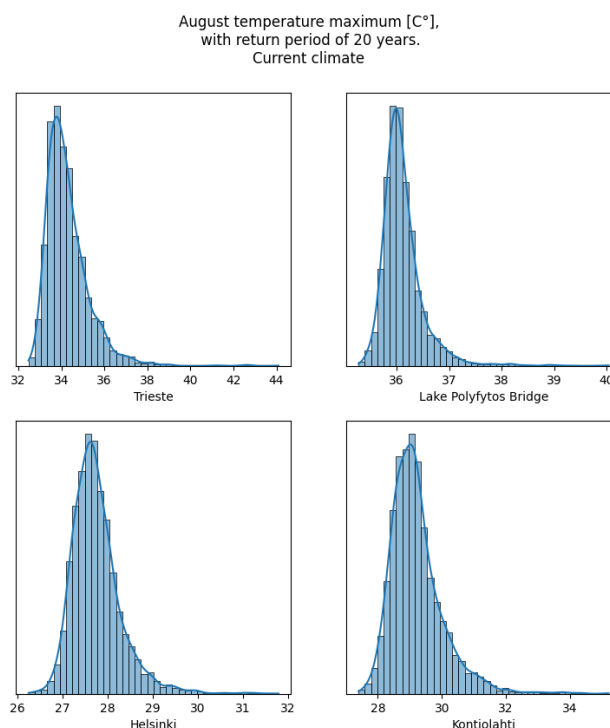 August temperature maximum [C°],
with return period of 20 years.
Current climate
32 34 36 38 40 42 44
Trieste
36 37 38 39 40
Lake Polyfytos Bridge
26 27 28 29 30 31 32
Helsinki
28 30 32 34
Kontiolahti